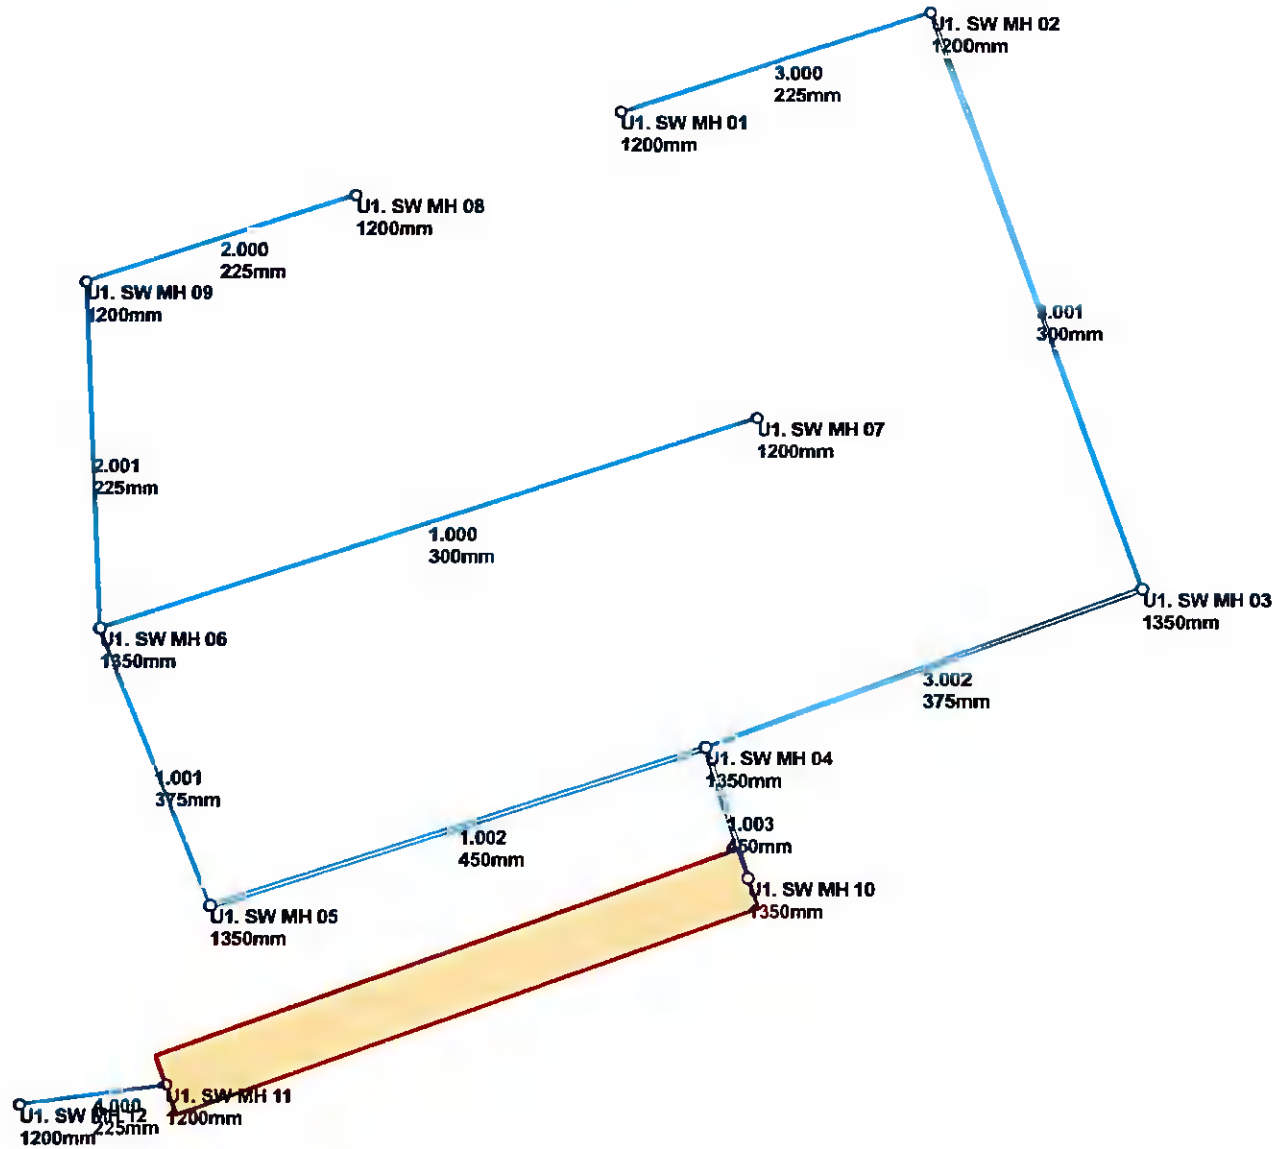 U1. SW MH 02
1200mm
3.000
225mm
U1. SW MH 01
1200mm
U1. SW MH 08
1200mm
2.000
225mm
U1. SW MH 09
1200mm
3.001
300mm
U1. SW MH 07
1200mm
2.001
225mm
1.000
300mm
U1. SW MH 03
1350mm
U1. SW MH 06
1350mm
3.002
375mm
U1. SW MH 04
1350mm
1.001
375mm
1.003
450mm
1.002
450mm
U1. SW MH 10
1350mm
U1. SW MH 05
1350mm
U1. SW MH 11
1200mm
4.000
225mm
U1. SW MH 12
1200mm